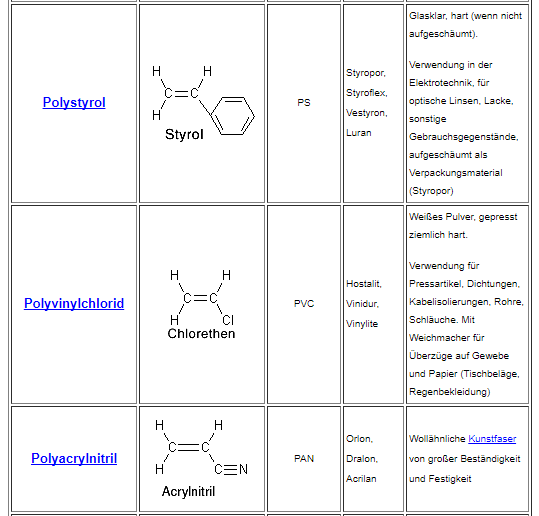 Polystyrol
H H
C=C
H
Styrol
PS
Styropor,
Styroflex,
Vestyron,
Luran
Glasklar, hart (wenn nicht
aufgeschäumt).
Verwendung in der
Elektrotechnik, für
optische Linsen, Lacke,
sonstige
Gebrauchsgegenstände,
aufgeschäumt als
Verpackungsmaterial
(Styropor)
Polyvinylchlorid
H H
C=C
H Cl
Chlorethen
PVC
Hostalit,
Vinidur,
Vinylite
Weißes Pulver, gepresst
ziemlich hart.
Verwendung für
Pressartikel, Dichtungen,
Kabelisolierungen, Rohre,
Schläuche. Mit
Weichmacher für
Überzüge auf Gewebe
und Papier (Tischbeläge,
Regenbekleidung)
Polyacrylnitril
H H
C=C
H C≡N
Acrylnitril
PAN
Orlon,
Dralon,
Acrilan
Wollähnliche Kunstfaser
von großer Beständigkeit
und Festigkeit